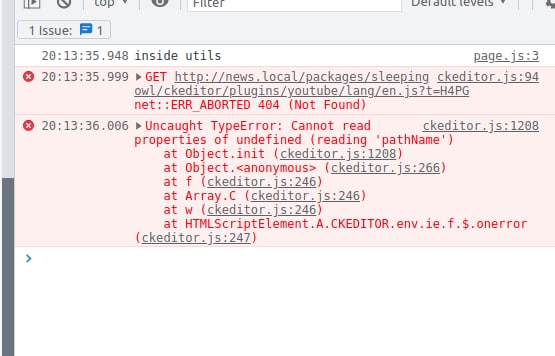 top
Filter
Default levels
1 Issue: 1
20:13:35.948 inside utils page.js:3
20:13:35.999 GET http://news.local/packages/sleeping ckeditor.js:94
owl/ckeditor/plugins/youtube/lang/en.js?t=H4PG
net::ERR_ABORTED 404 (Not Found)
20:13:36.006 Uncaught TypeError: Cannot read ckeditor.js:1208
properties of undefined (reading 'pathName')
at Object.init (ckeditor.js:1208)
at Object.<anonymous> (ckeditor.js:266)
at f (ckeditor.js:246)
at Array.C (ckeditor.js:246)
at w (ckeditor.js:246)
at HTMLScriptElement.A.CKEDITOR.env.ie.f.$.onerror
(ckeditor.js:247)